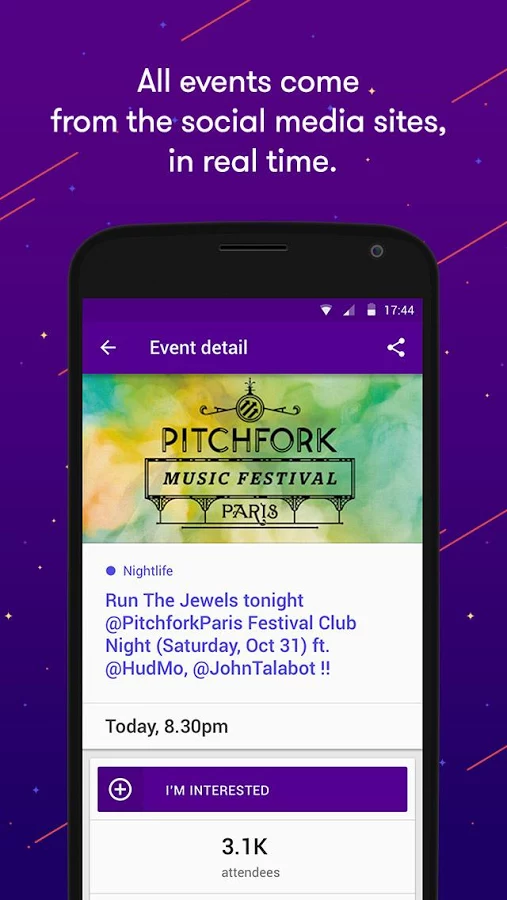 All events come
from the social media sites,
in real time.
17:44
Event detail
PITCHFORK
MUSIC FESTIVAL
PARIS
Nightlife
Run The Jewels tonight
@PitchforkParis Festival Club
Night (Saturday, Oct 31) ft.
@HudMo, @JohnTalabot !!
Today, 8.30pm
I'M INTERESTED
3.1K
attendees